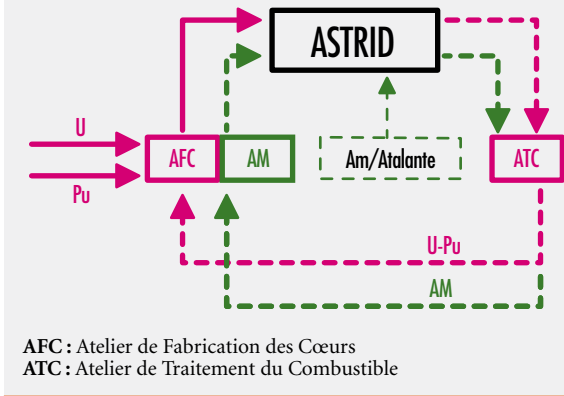 ASTRID
U
AFC
AM
Am/Atalante
ATC
Pu
U-Pu
AM
AFC : Atelier de Fabrication des Cœurs
ATC : Atelier de Traitement du Combustible